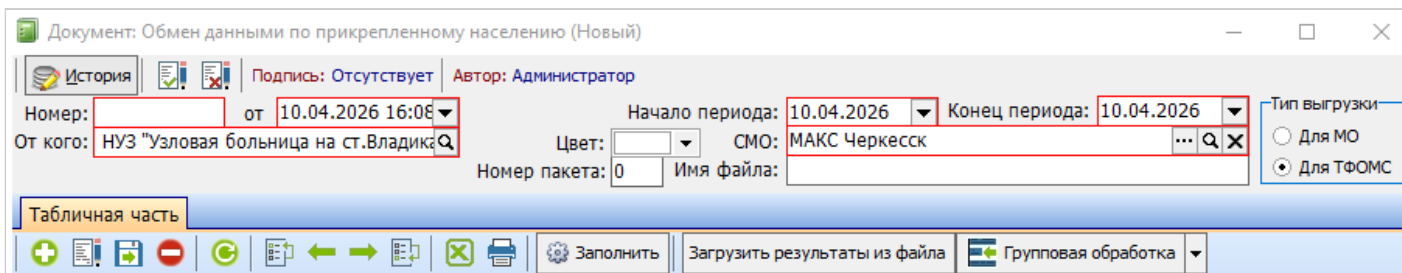 Документ: Обмен данными по прикрепленному населению (Новый)
История Подпись: Отсутствует Автор: Администратор
Номер: от 10.04.2026 16:08 Начало периода: 10.04.2026 Конец периода: 10.04.2026 Тип выгрузки
От кого: НУЗ "Узловая больница на ст. Цвет: СМО: МАКС Черкесск Для МО
Номер пакета: 0 Имя файла: Для ТФОМС
Табличная часть
Заполнить Загрузить результаты из файла Групповая обработка